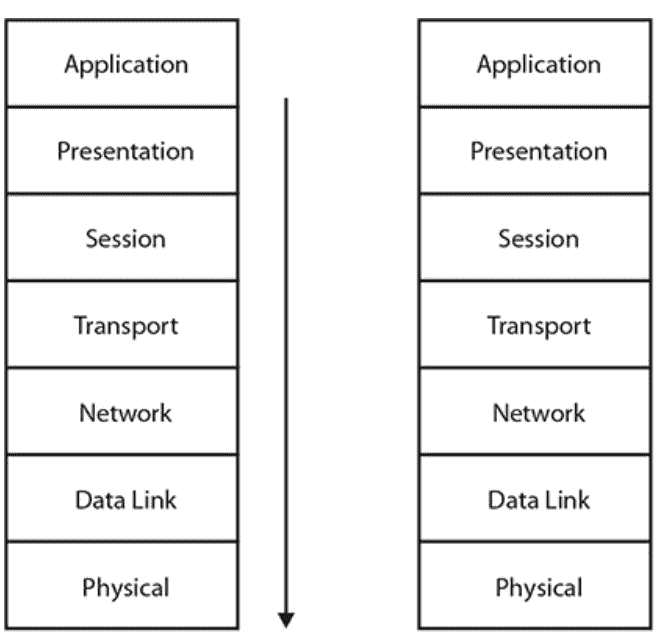 Application
Presentation
Session
Transport
Network
Data Link
Physical
Application
Presentation
Session
Transport
Network
Data Link
Physical